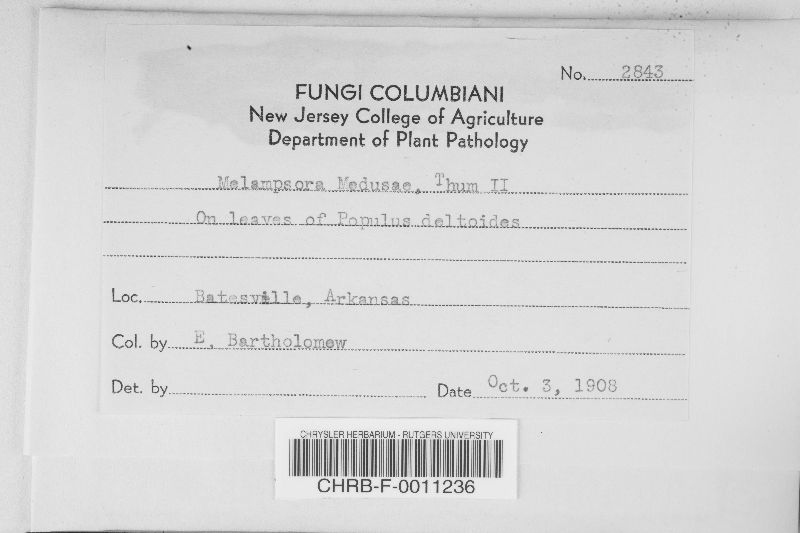 No. 2843
FUNGI COLUMBIANI
New Jersey College of Agriculture
Department of Plant Pathology
Melampsora Medusae, Thum II
On leaves of Populus deltoides
Loc. Batesville, Arkansas
Col. by E. Bartholomew
Det. by
Date Oct. 3, 1908
CHRYSLER HERBARIUM - RUTGERS UNIVERSITY
CHRB-F-0011236